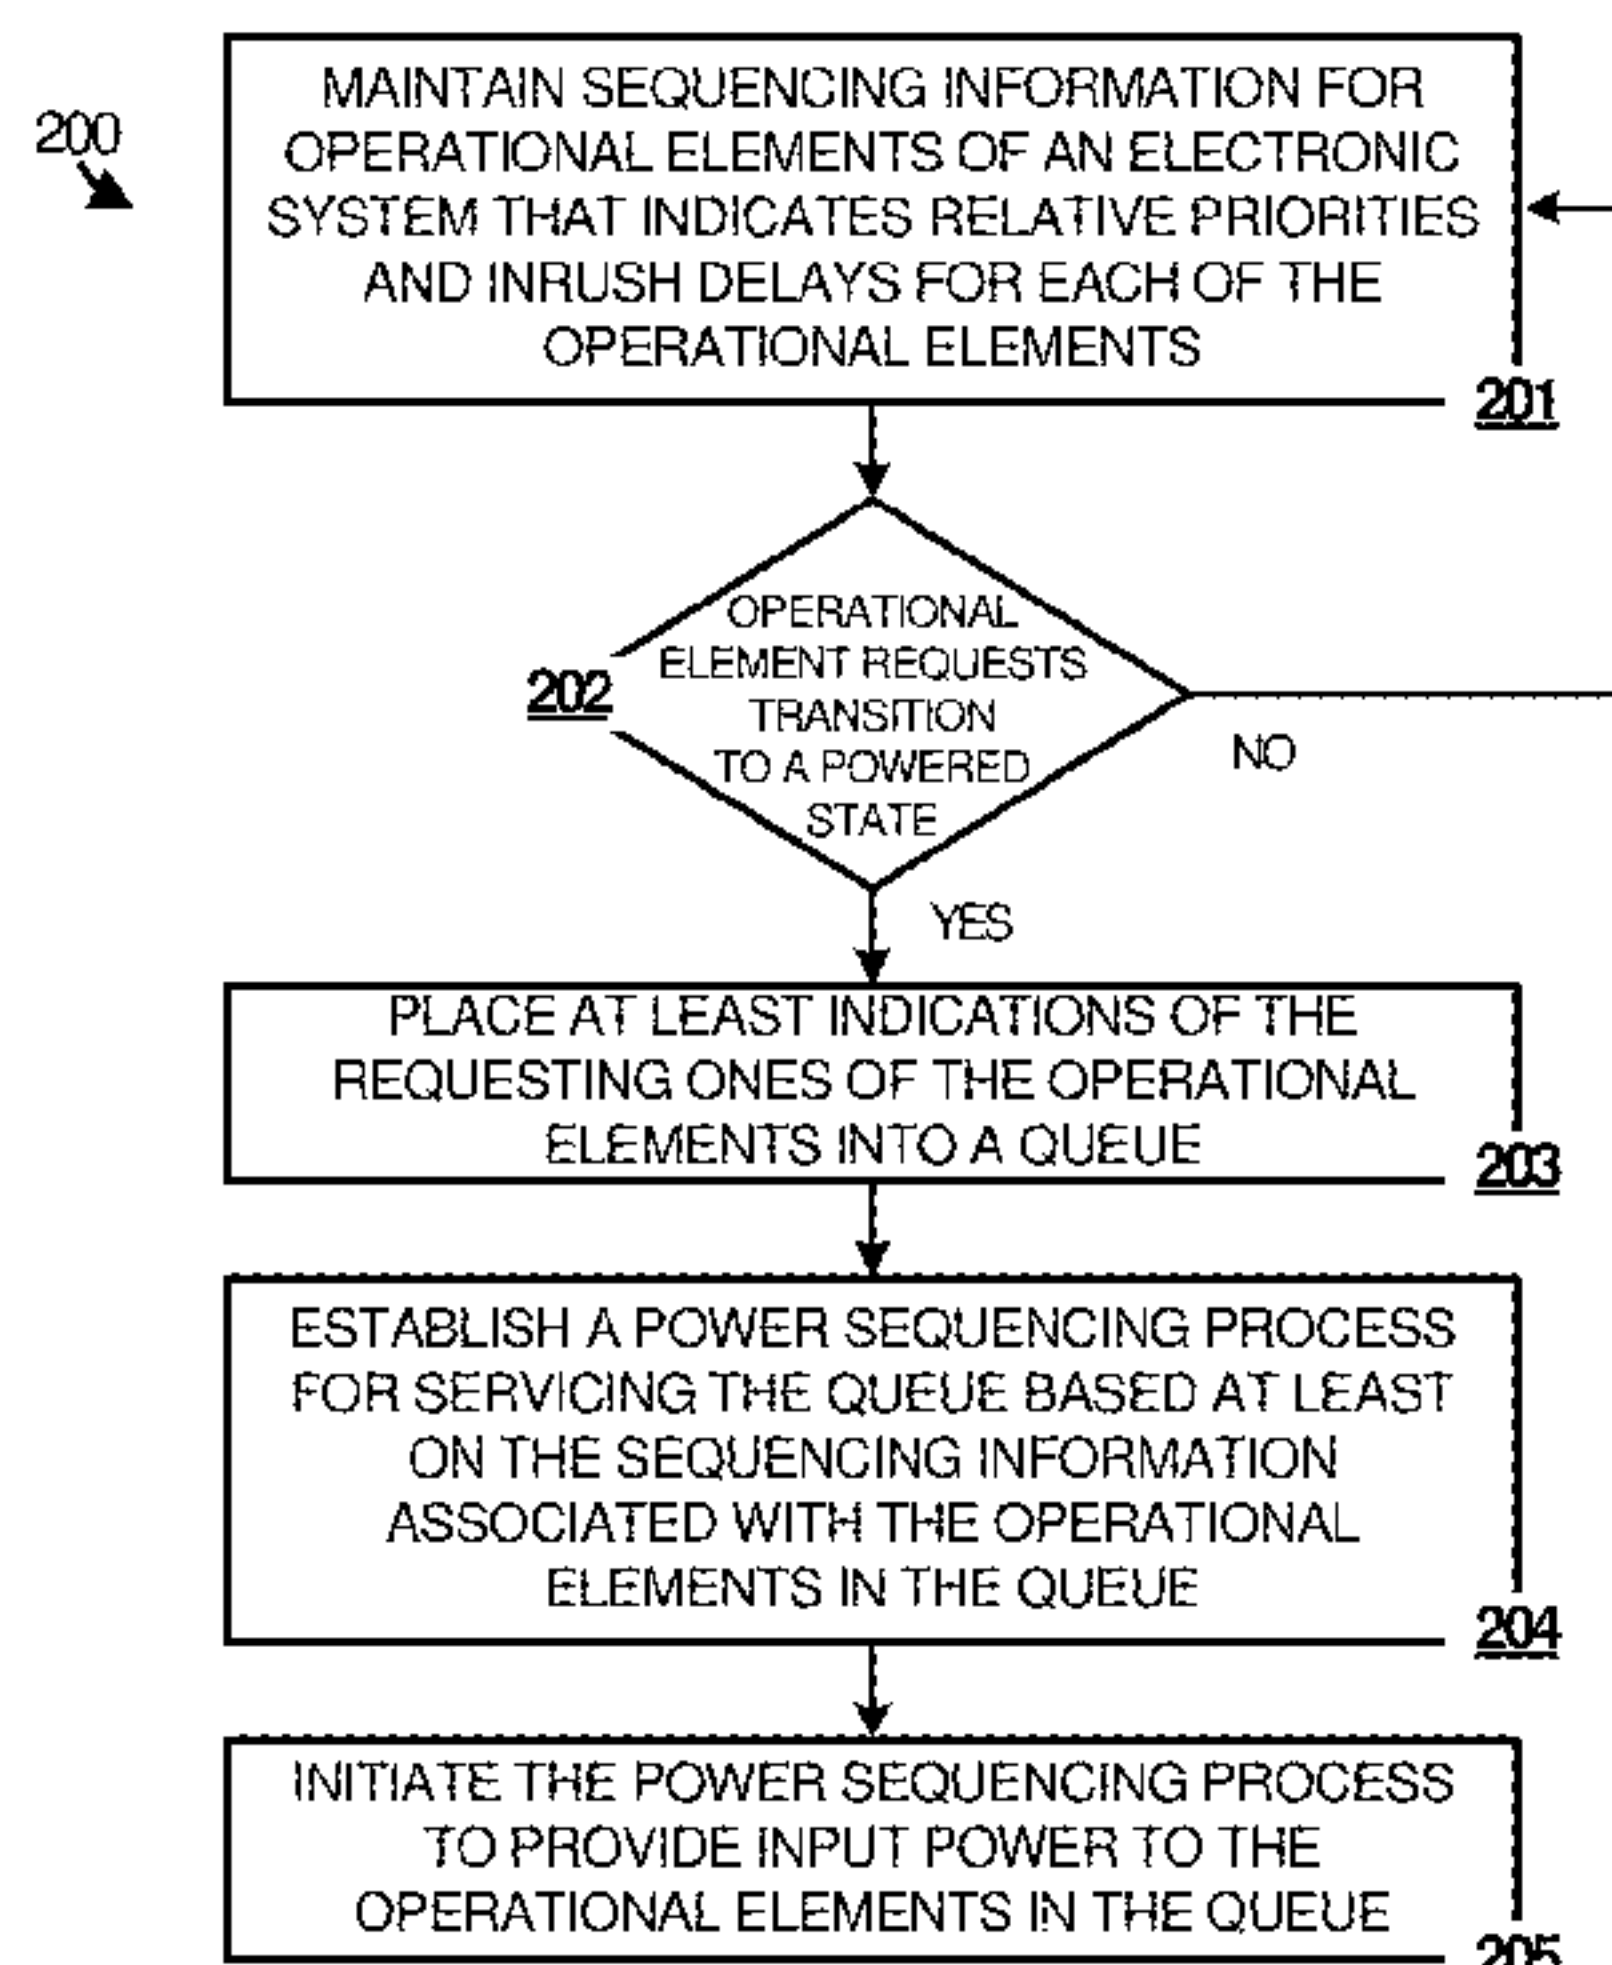 200
MAINTAIN SEQUENCING INFORMATION FOR
OPERATIONAL ELEMENTS OF AN ELECTRONIC
SYSTEM THAT INDICATES RELATIVE PRIORITIES
AND INRUSH DELAYS FOR EACH OF THE
OPERATIONAL ELEMENTS
201
OPERATIONAL
ELEMENT REQUESTS
TRANSITION
TO A POWERED
STATE
202
NO
YES
PLACE AT LEAST INDICATIONS OF THE
REQUESTING ONES OF THE OPERATIONAL
ELEMENTS INTO A QUEUE
203
ESTABLISH A POWER SEQUENCING PROCESS
FOR SERVICING THE QUEUE BASED AT LEAST
ON THE SEQUENCING INFORMATION
ASSOCIATED WITH THE OPERATIONAL
ELEMENTS IN THE QUEUE
204
INITIATE THE POWER SEQUENCING PROCESS
TO PROVIDE INPUT POWER TO THE
OPERATIONAL ELEMENTS IN THE QUEUE
205